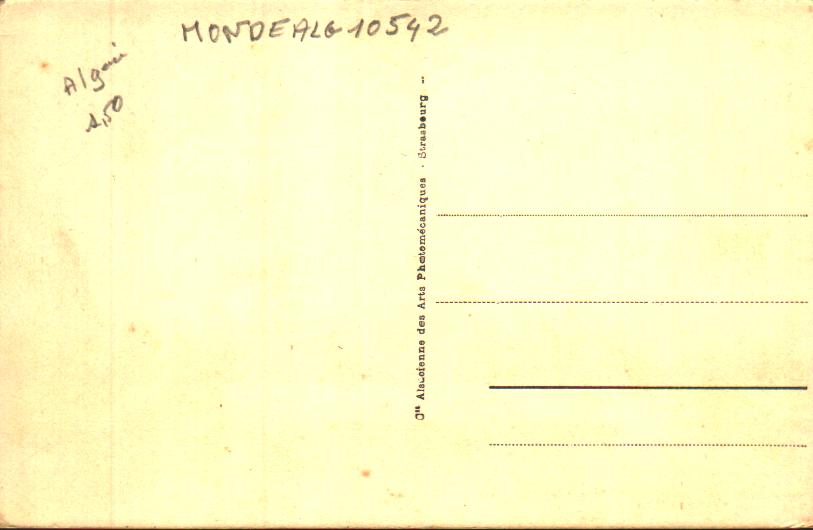 MONDEALG10542
Algérie
1,50
Cie Alsacienne des Arts Photomécaniques - Strasbourg --